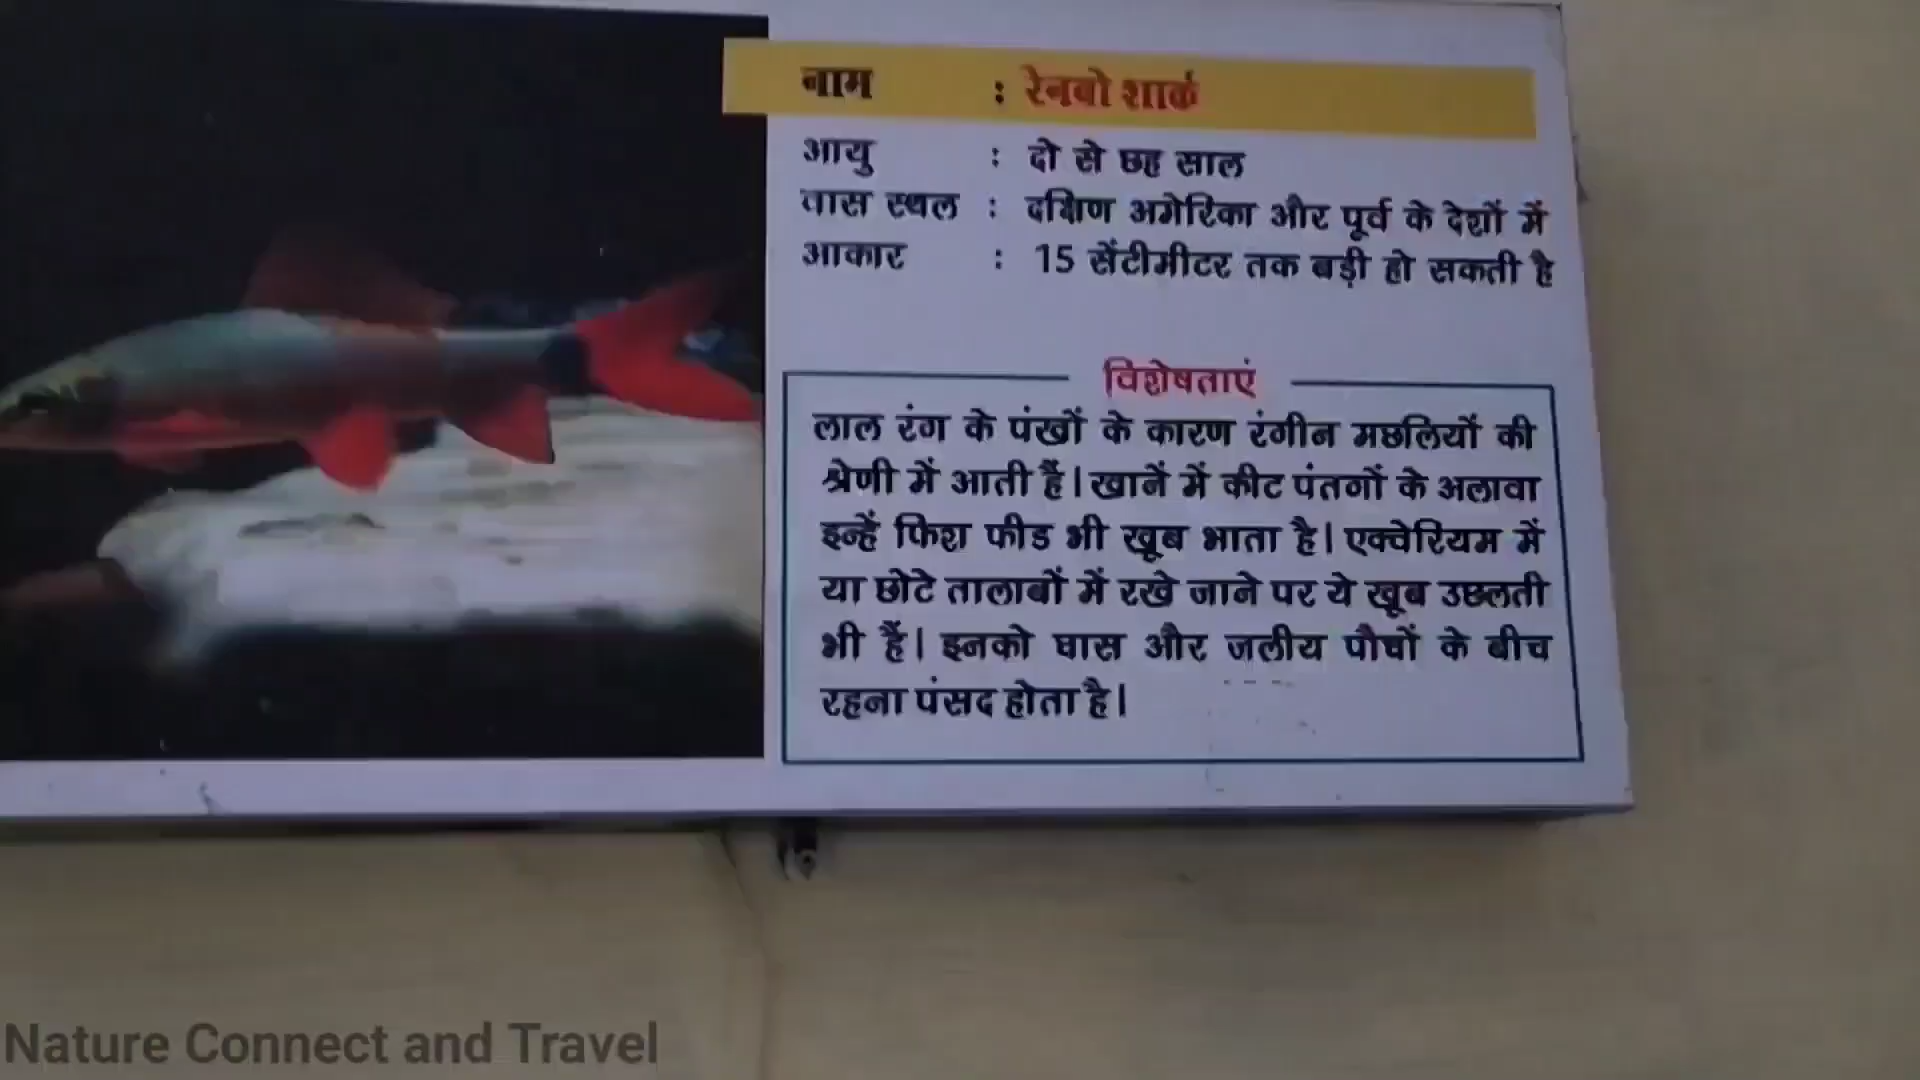 नाम : रेनबो शार्क
आयु : दो से छह साल
वास स्थल : दक्षिण अमेरिका और पूर्व के देशों में
आकार : 15 सेंटीमीटर तक बड़ी हो सकती है
विशेषताएं
लाल रंग के पंखों के कारण रंगीन मछलियों की
श्रेणी में आती हैं। खानें में कीट पंतगों के अलावा
इन्हें फिश फीड भी खूब भाता है। एक्वेरियम में
या छोटे तालाबों में रखे जाने पर ये खूब उछलती
भी हैं। इनको घास और जलीय पौधों के बीच
रहना पंसद होता है।
Nature Connect and Travel